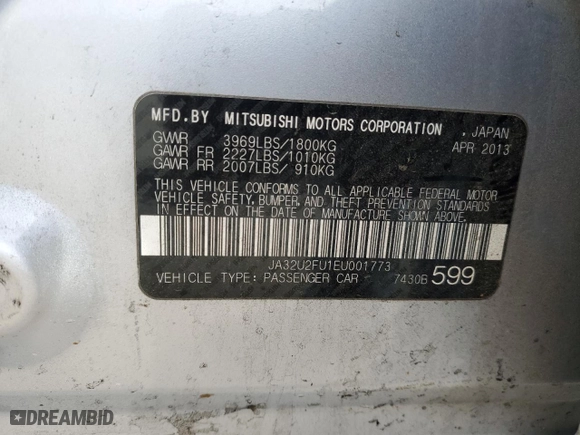 MFD.BY MITSUBISHI MOTORS CORPORATION , JAPAN
GVWR 3969LBS/1800KG APR 2013
GAWR FR 2227LBS/1010KG
GAWR RR 2007LBS/ 910KG
THIS VEHICLE CONFORMS TO ALL APPLICABLE FEDERAL MOTOR
VEHICLE SAFETY, BUMPER, AND THEFT PREVENTION STANDARDS
IN EFFECT ON THE DATE OF MANUFACTURE SHOWN ABOVE.
JA32U2FU1EU001773
VEHICLE TYPE: PASSENGER CAR 7430B 599
DREAMBID.COM